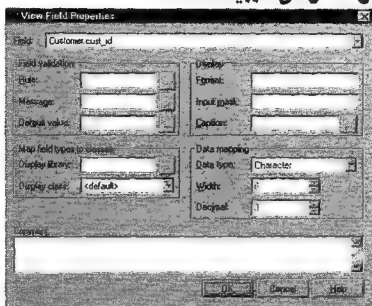 View Field Properties
Field: Customer.cust_id
Field validation
Rule:
Message:
Default value:
Display
Format:
Input mask:
Caption:
Map field types to classes
Display library:
Display class: <default>
Data mapping
Data type: Character
Width:
Decimal:
Comment:
OK Cancel Help